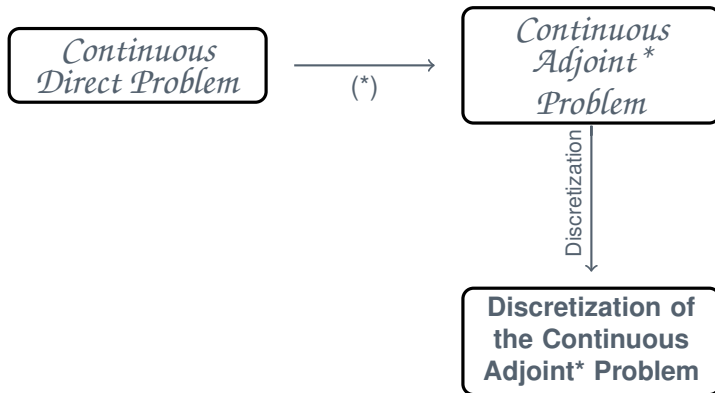 Continuous
Direct Problem
(*)
Continuous
Adjoint*
Problem
Discretization
Discretization of
the Continuous
Adjoint* Problem